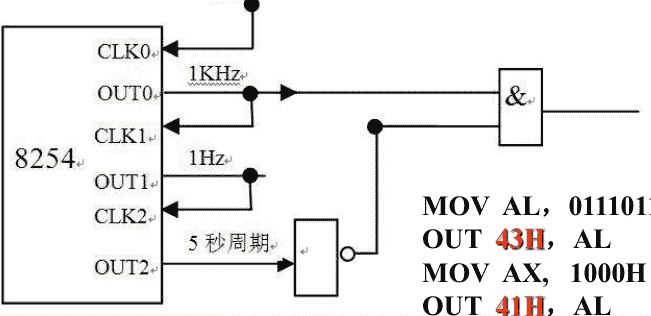 CLK0
1KHz
OUT0
&
CLK1
8254
1Hz
OUT1
CLK2
5 秒周期
OUT2
MOV AL, 0111011
OUT 43H, AL
MOV AX, 1000H
OUT 41H, AL